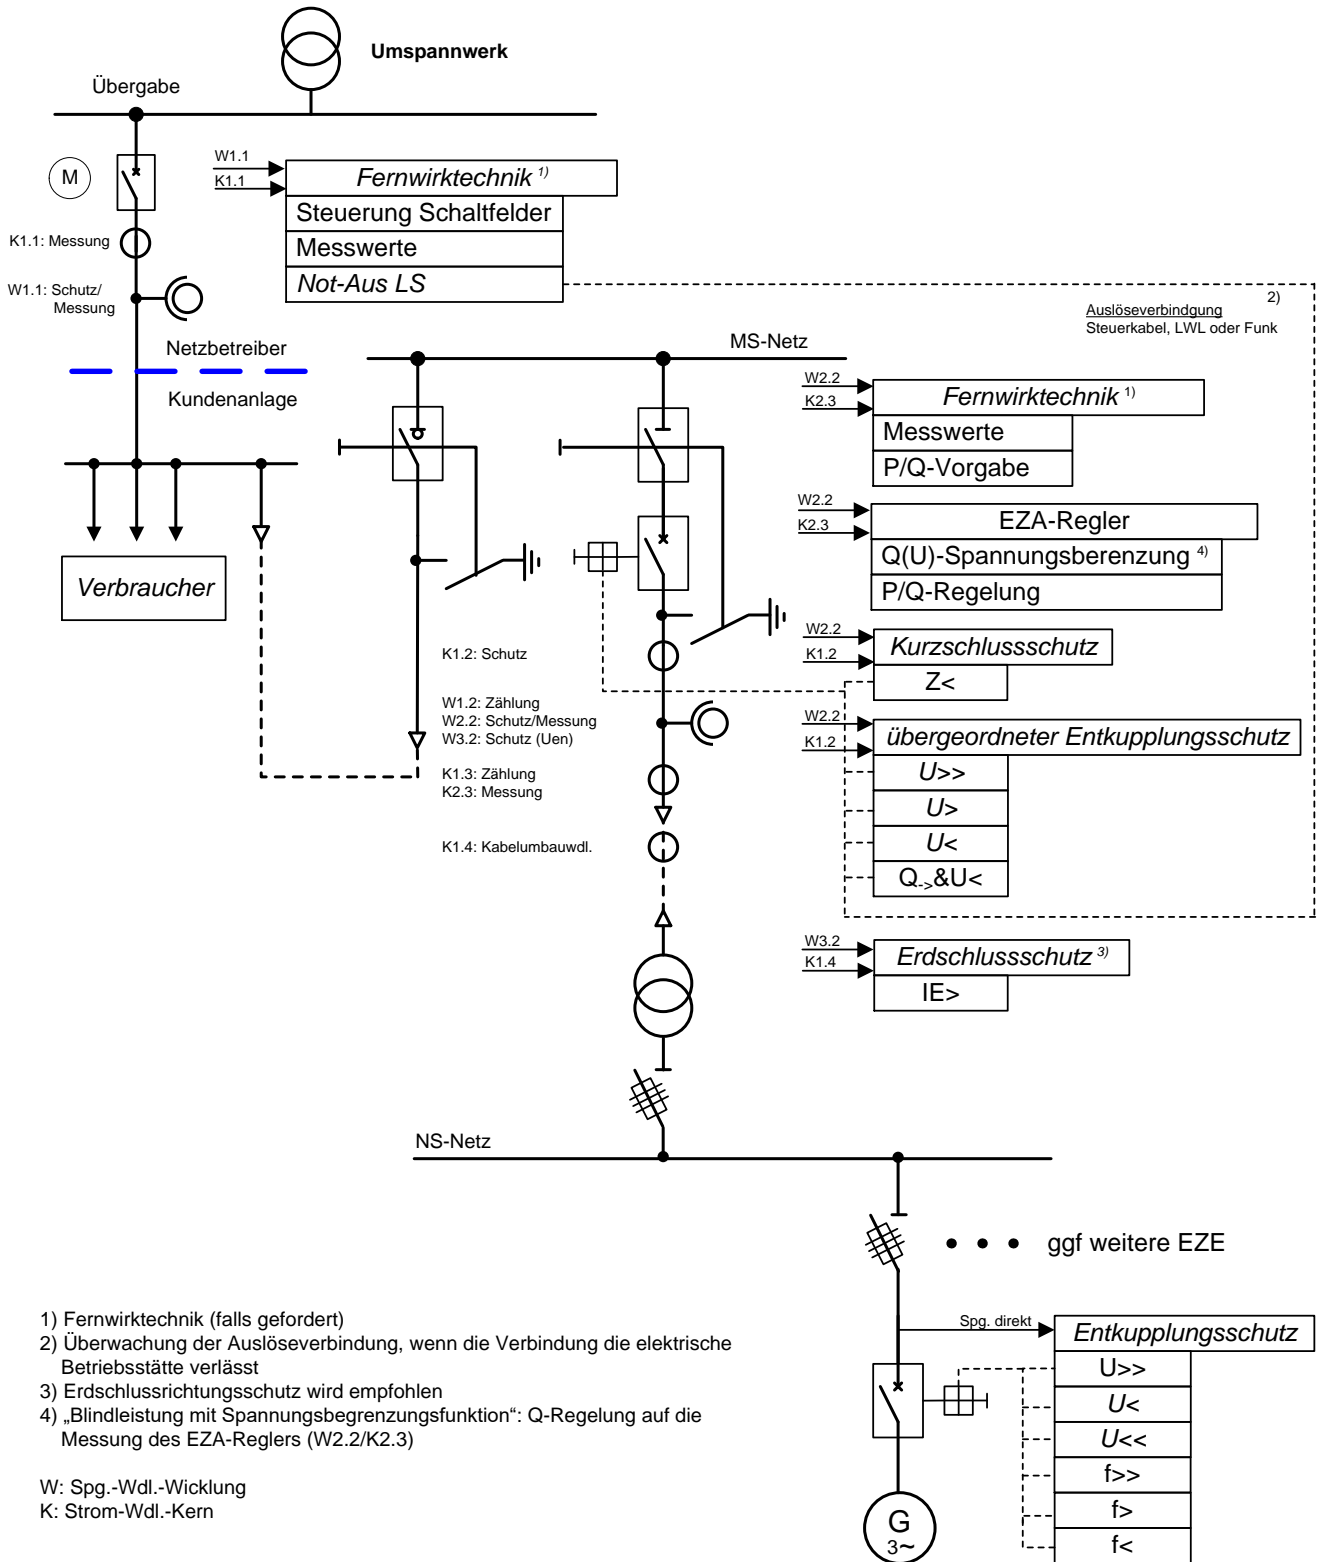 Umspannwerk
Übergabe
M
W1.1
K1.1
Fernwirktechnik 1)
Steuerung Schaltfelder
Messwerte
Not-Aus LS
K1.1: Messung
W1.1: Schutz/
Messung
Netzbetreiber
Kundenanlage
Verbraucher
MS-Netz
2)
Auslöseverbindgung
Steuerkabel, LWL oder Funk
W2.2
K2.3
Fernwirktechnik 1)
Messwerte
P/Q-Vorgabe
W2.2
K2.3
EZA-Regler
Q(U)-Spannungsberenzung 4)
P/Q-Regelung
W2.2
K1.2
Kurzschlussschutz
Z<
K1.2: Schutz
W1.2: Zählung
W2.2: Schutz/Messung
W3.2: Schutz (Uen)
K1.3: Zählung
K2.3: Messung
K1.4: Kabelumbauwdl.
W2.2
K1.2
übergeordneter Entkupplungsschutz
U>>
U>
U<
Q->&U<
W3.2
K1.4
Erdschlussschutz 3)
IE>
NS-Netz
ggf weitere EZE
Spg. direkt
Entkupplungsschutz
U>>
U<
U<<
f>>
f>
f<
G
3~
1) Fernwirktechnik (falls gefordert)
2) Überwachung der Auslöseverbindung, wenn die Verbindung die elektrische
Betriebsstätte verlässt
3) Erdschlussrichtungsschutz wird empfohlen
4) „Blindleistung mit Spannungsbegrenzungsfunktion“: Q-Regelung auf die
Messung des EZA-Reglers (W2.2/K2.3)
W: Spg.-Wdl.-Wicklung
K: Strom-Wdl.-Kern